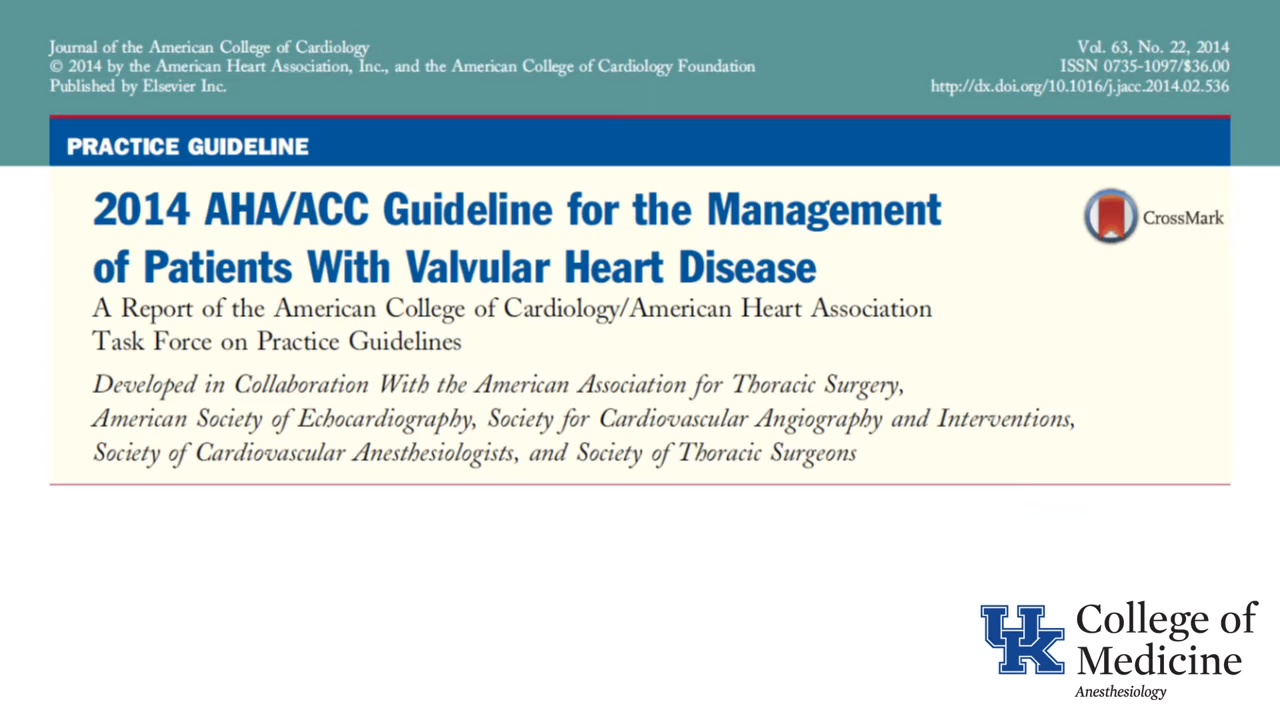 Journal of the American College of Cardiology
© 2014 by the American Heart Association, Inc., and the American College of Cardiology Foundation
Published by Elsevier Inc.
Vol. 63, No. 22, 2014
ISSN 0735-1097/$36.00
http://dx.doi.org/10.1016/j.jacc.2014.02.536
PRACTICE GUIDELINE
2014 AHA/ACC Guideline for the Management
of Patients With Valvular Heart Disease
CrossMark
A Report of the American College of Cardiology/American Heart Association
Task Force on Practice Guidelines
Developed in Collaboration With the American Association for Thoracic Surgery,
American Society of Echocardiography, Society for Cardiovascular Angiography and Interventions,
Society of Cardiovascular Anesthesiologists, and Society of Thoracic Surgeons
UK
College of
Medicine
Anesthesiology